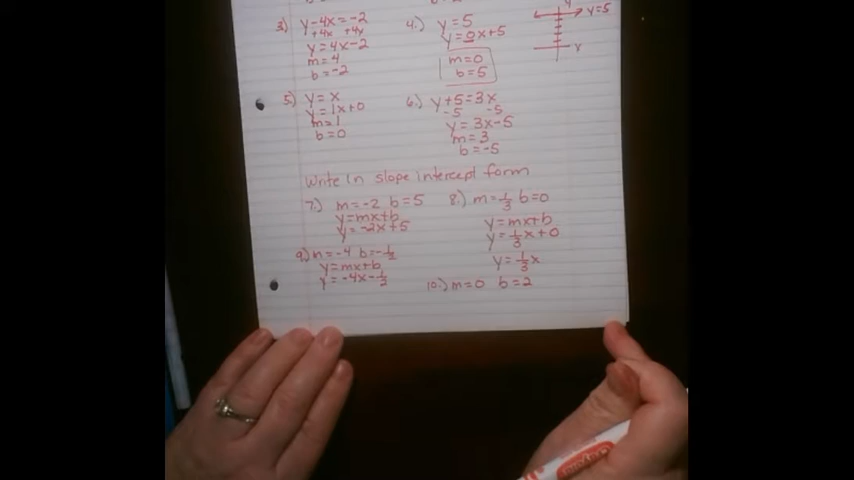 3) y-4x=-2
+4x +4x
y=4x-2
m=4
b=-2
4.) y=5
y=0x+5
m=0
b=5
y=5
x
5) y=x
y=1x+0
m=1
b=0
6.) y+5=3x
-5 -5
y=3x-5
m=3
b=-5
Write in slope intercept form
7.) m=-2 b=5
y=mx+b
y=-2x+5
8.) m=1/3 b=0
y=mx+b
y=1/3x+0
y=1/3x
9) m=-4 b=-1/2
y=mx+b
y=-4x-1/2
10.) m=0 b=2